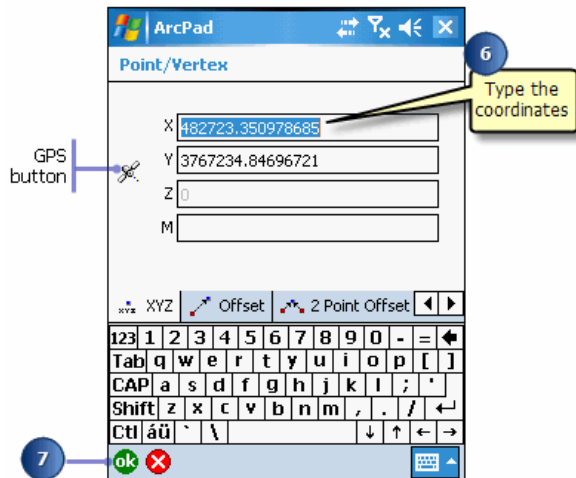 ArcPad
Point/Vertex
6
Type the
coordinates
X 482723.350978685
GPS
button
Y 3767234.84696721
Z 0
M
XYZ XYZ Offset 2 Point Offset
123 1 2 3 4 5 6 7 8 9 0 - =
Tab q w e r t y u i o p [ ]
CAP a s d f g h j k l ; '
Shift z x c v b n m , . /
Ctl áü ` \ ↓ ↑ ← →
7
ok